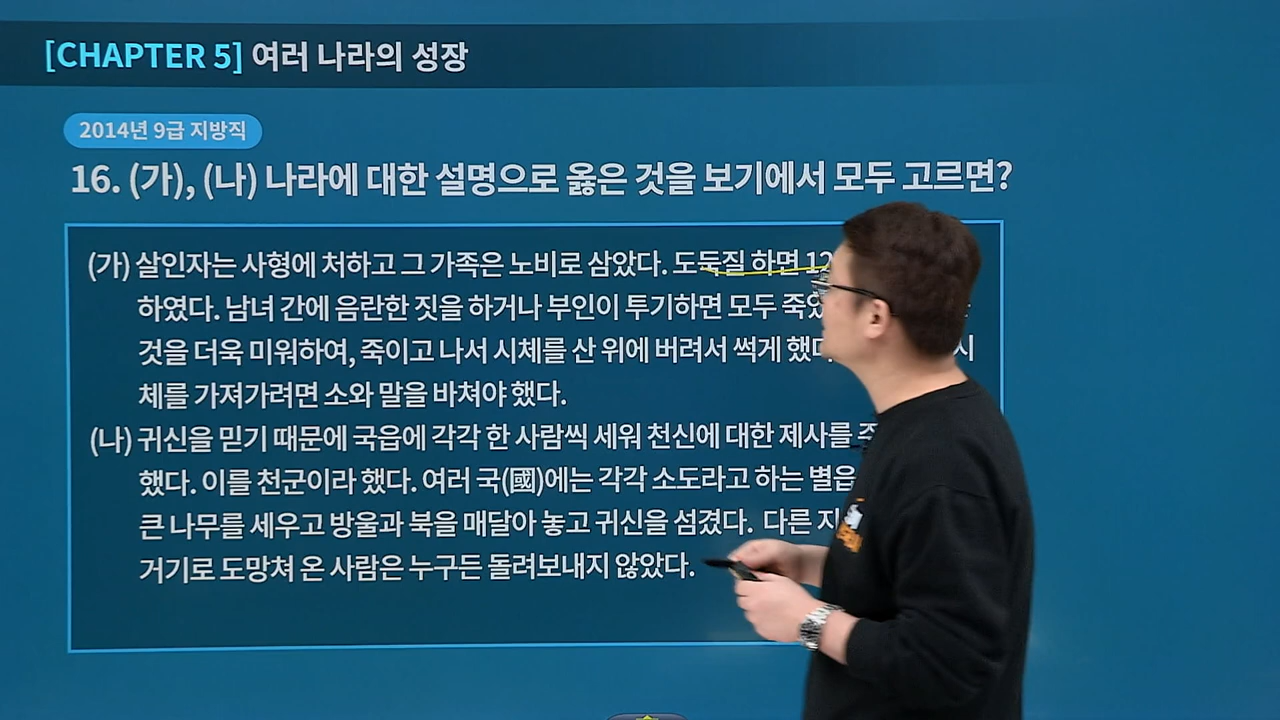 [CHAPTER 5] 여러 나라의 성장
2014년 9급 지방직
16. (가), (나) 나라에 대한 설명으로 옳은 것을 보기에서 모두 고르면?
(가) 살인자는 사형에 처하고 그 가족은 노비로 삼았다. 도둑질 하면 12
하였다. 남녀 간에 음란한 짓을 하거나 부인이 투기하면 모두
것을 더욱 미워하여, 죽이고 나서 시체를 산 위에 버려서 썩게 시
체를 가져가려면 소와 말을 바쳐야 했다.
(나) 귀신을 믿기 때문에 국읍에 각각 한 사람씩 세워 천신에 대한 제사를
했다. 이를 천군이라 했다. 여러 국(國)에는 각각 소도라고 하는 별읍
큰 나무를 세우고 방울과 북을 매달아 놓고 귀신을 섬겼다. 다른
거기로 도망쳐 온 사람은 누구든 돌려보내지 않았다.